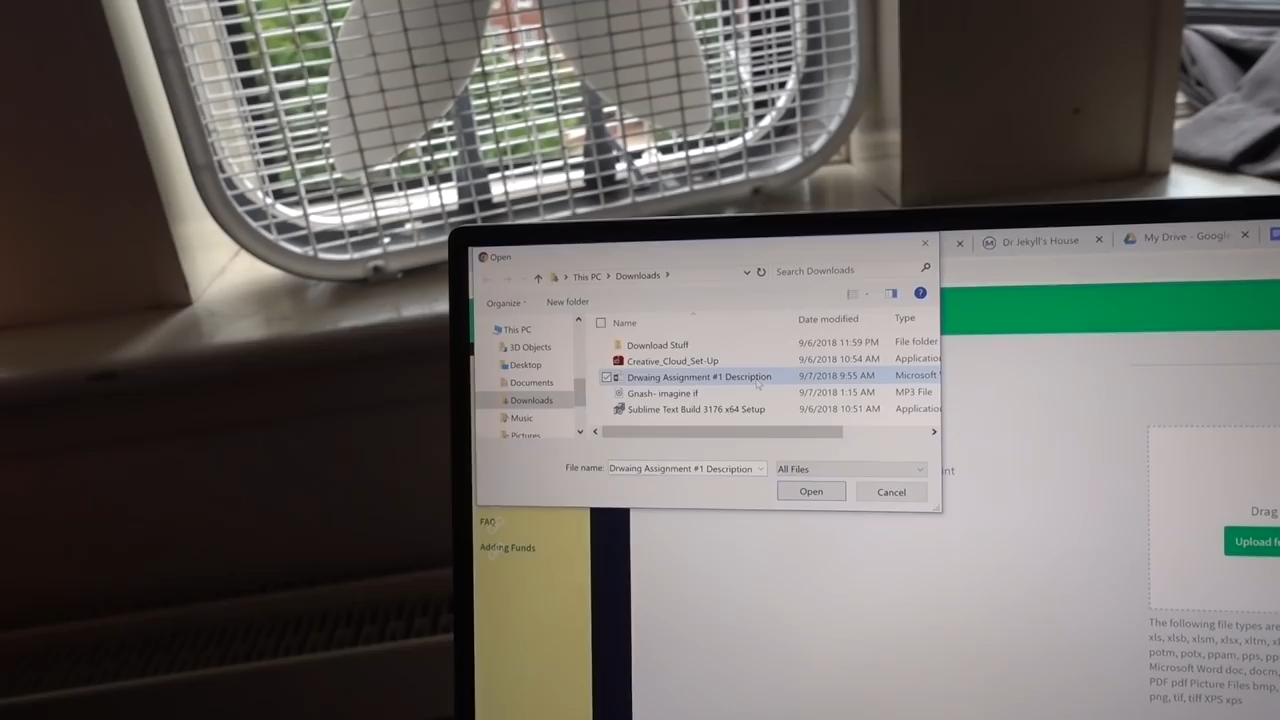 Open
Dr Jekyll's House
My Drive - Google
This PC > Downloads >
Search Downloads
Organize
New folder
Name
Date modified
Type
This PC
3D Objects
Desktop
Documents
Downloads
Music
Pictures
Download Stuff 9/6/2018 11:59 PM File folder
Creative_Cloud_Set-Up 9/6/2018 10:54 AM Applicatio
Drwaing Assignment #1 Description 9/7/2018 9:55 AM Microsoft
Gnash- imagine if 9/7/2018 1:15 AM MP3 File
Sublime Text Build 3176 x64 Setup 9/6/2018 10:51 AM Applicatio
File name: Drwaing Assignment #1 Description
All Files
Open
Cancel
FAQ
Adding Funds
Drag
Upload
The following file types are
xls, xlsb, xlsm, xlsx, xltm,
potm, potx, ppam, pps,
Microsoft Word doc, docm,
PDF pdf Picture Files bmp,
png, tif, tiff XPS xps